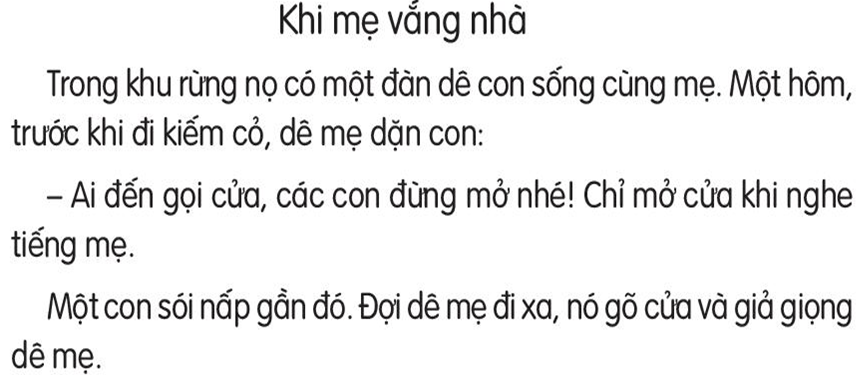 Khi mẹ vắng nhà
Trong khu rừng nọ có một đàn dê con sống cùng mẹ. Một hôm,
trước khi đi kiếm cỏ, dê mẹ dặn con:
– Ai đến gọi cửa, các con đừng mở nhé! Chỉ mở cửa khi nghe
tiếng mẹ.
Một con sói nấp gần đó. Đợi dê mẹ đi xa, nó gõ cửa và giả giọng
dê mẹ.